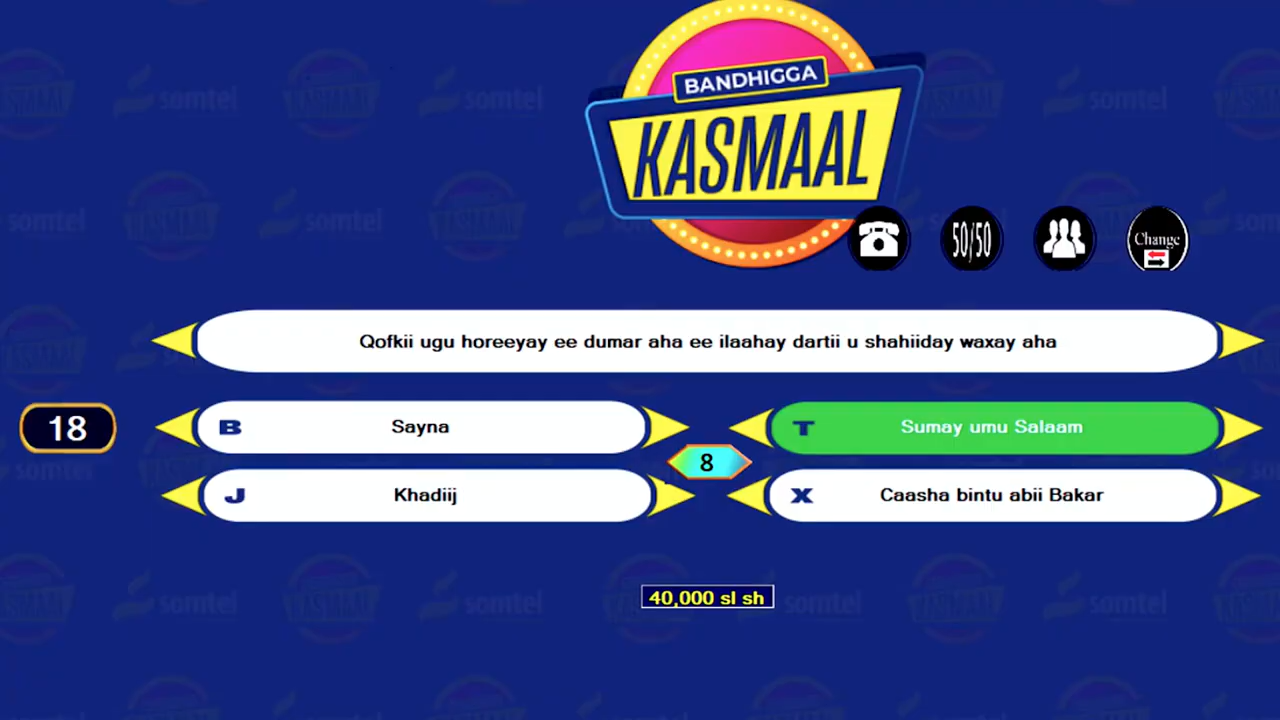 BANDHIGGA
KASMAAL
50/50
Change
Qofkii ugu horeeyay ee dumar aha ee ilaahay dartii u shahiiday waxay aha
18
B Sayna
T Sumay umu Salaam
8
J Khadiij
X Caasha bintu abii Bakar
40,000 sl sh
somtel